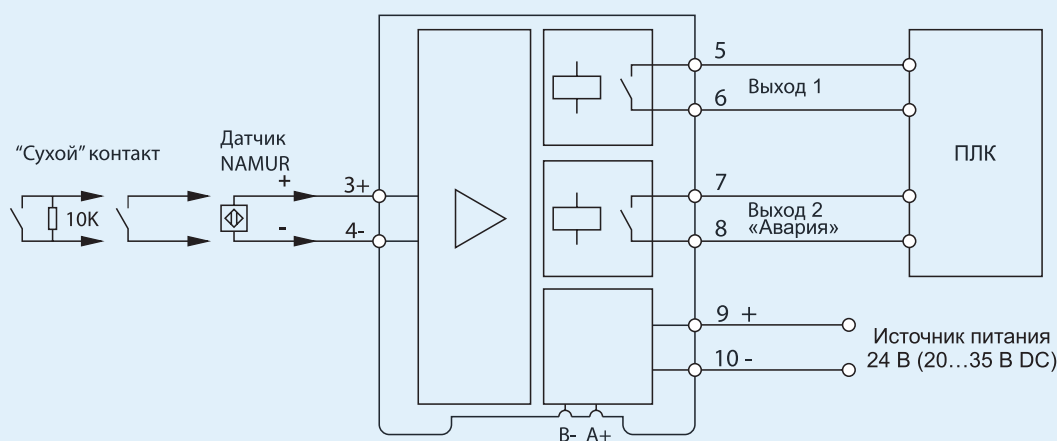 “Сухой” контакт
10K
Датчик
NAMUR
+
-
3+
4-
5
Выход 1
6
7
Выход 2
«Авария»
8
ПЛК
9 +
10 -
Источник питания
24 В (20...35 В DC)
B- A+